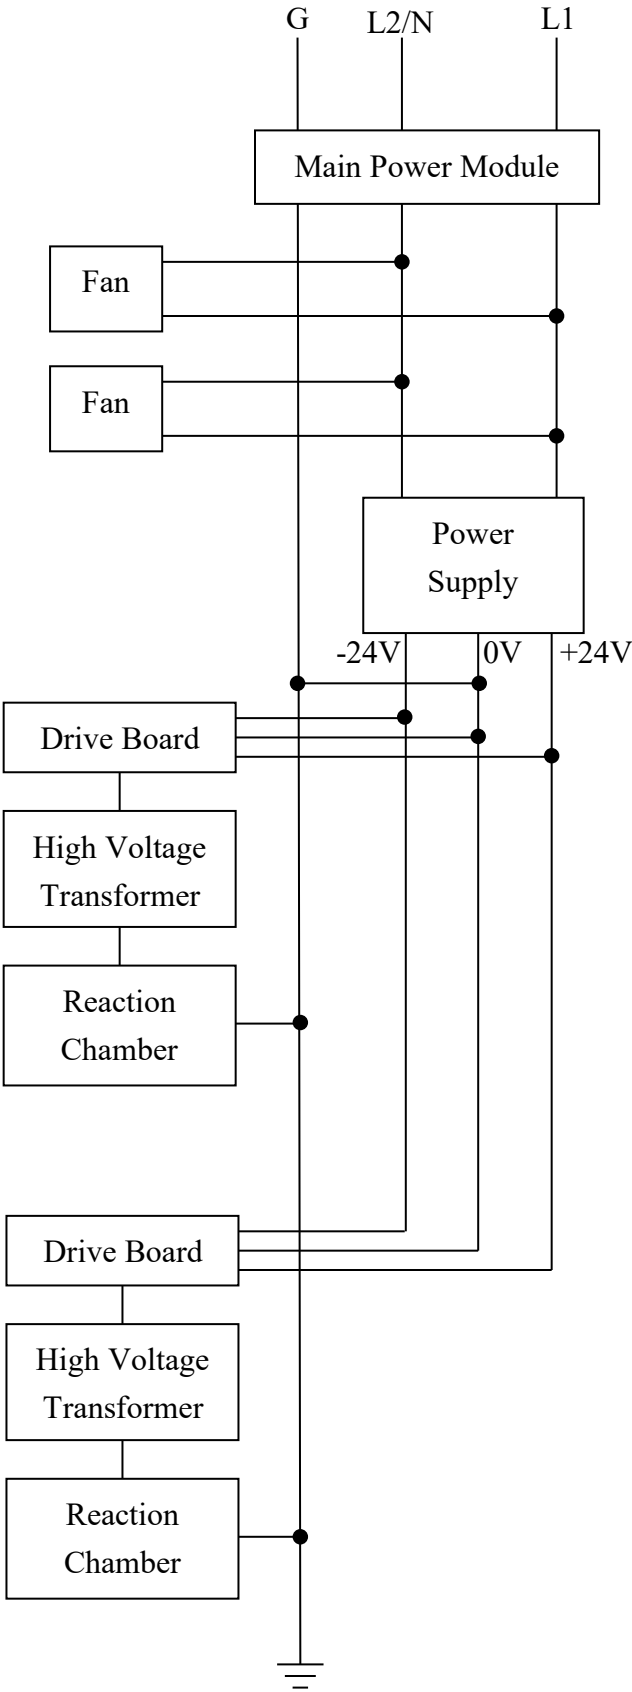 G
L2/N
L1
Main Power Module
Fan
Fan
Power
Supply
-24V
0V
+24V
Drive Board
High Voltage
Transformer
Reaction
Chamber
Drive Board
High Voltage
Transformer
Reaction
Chamber